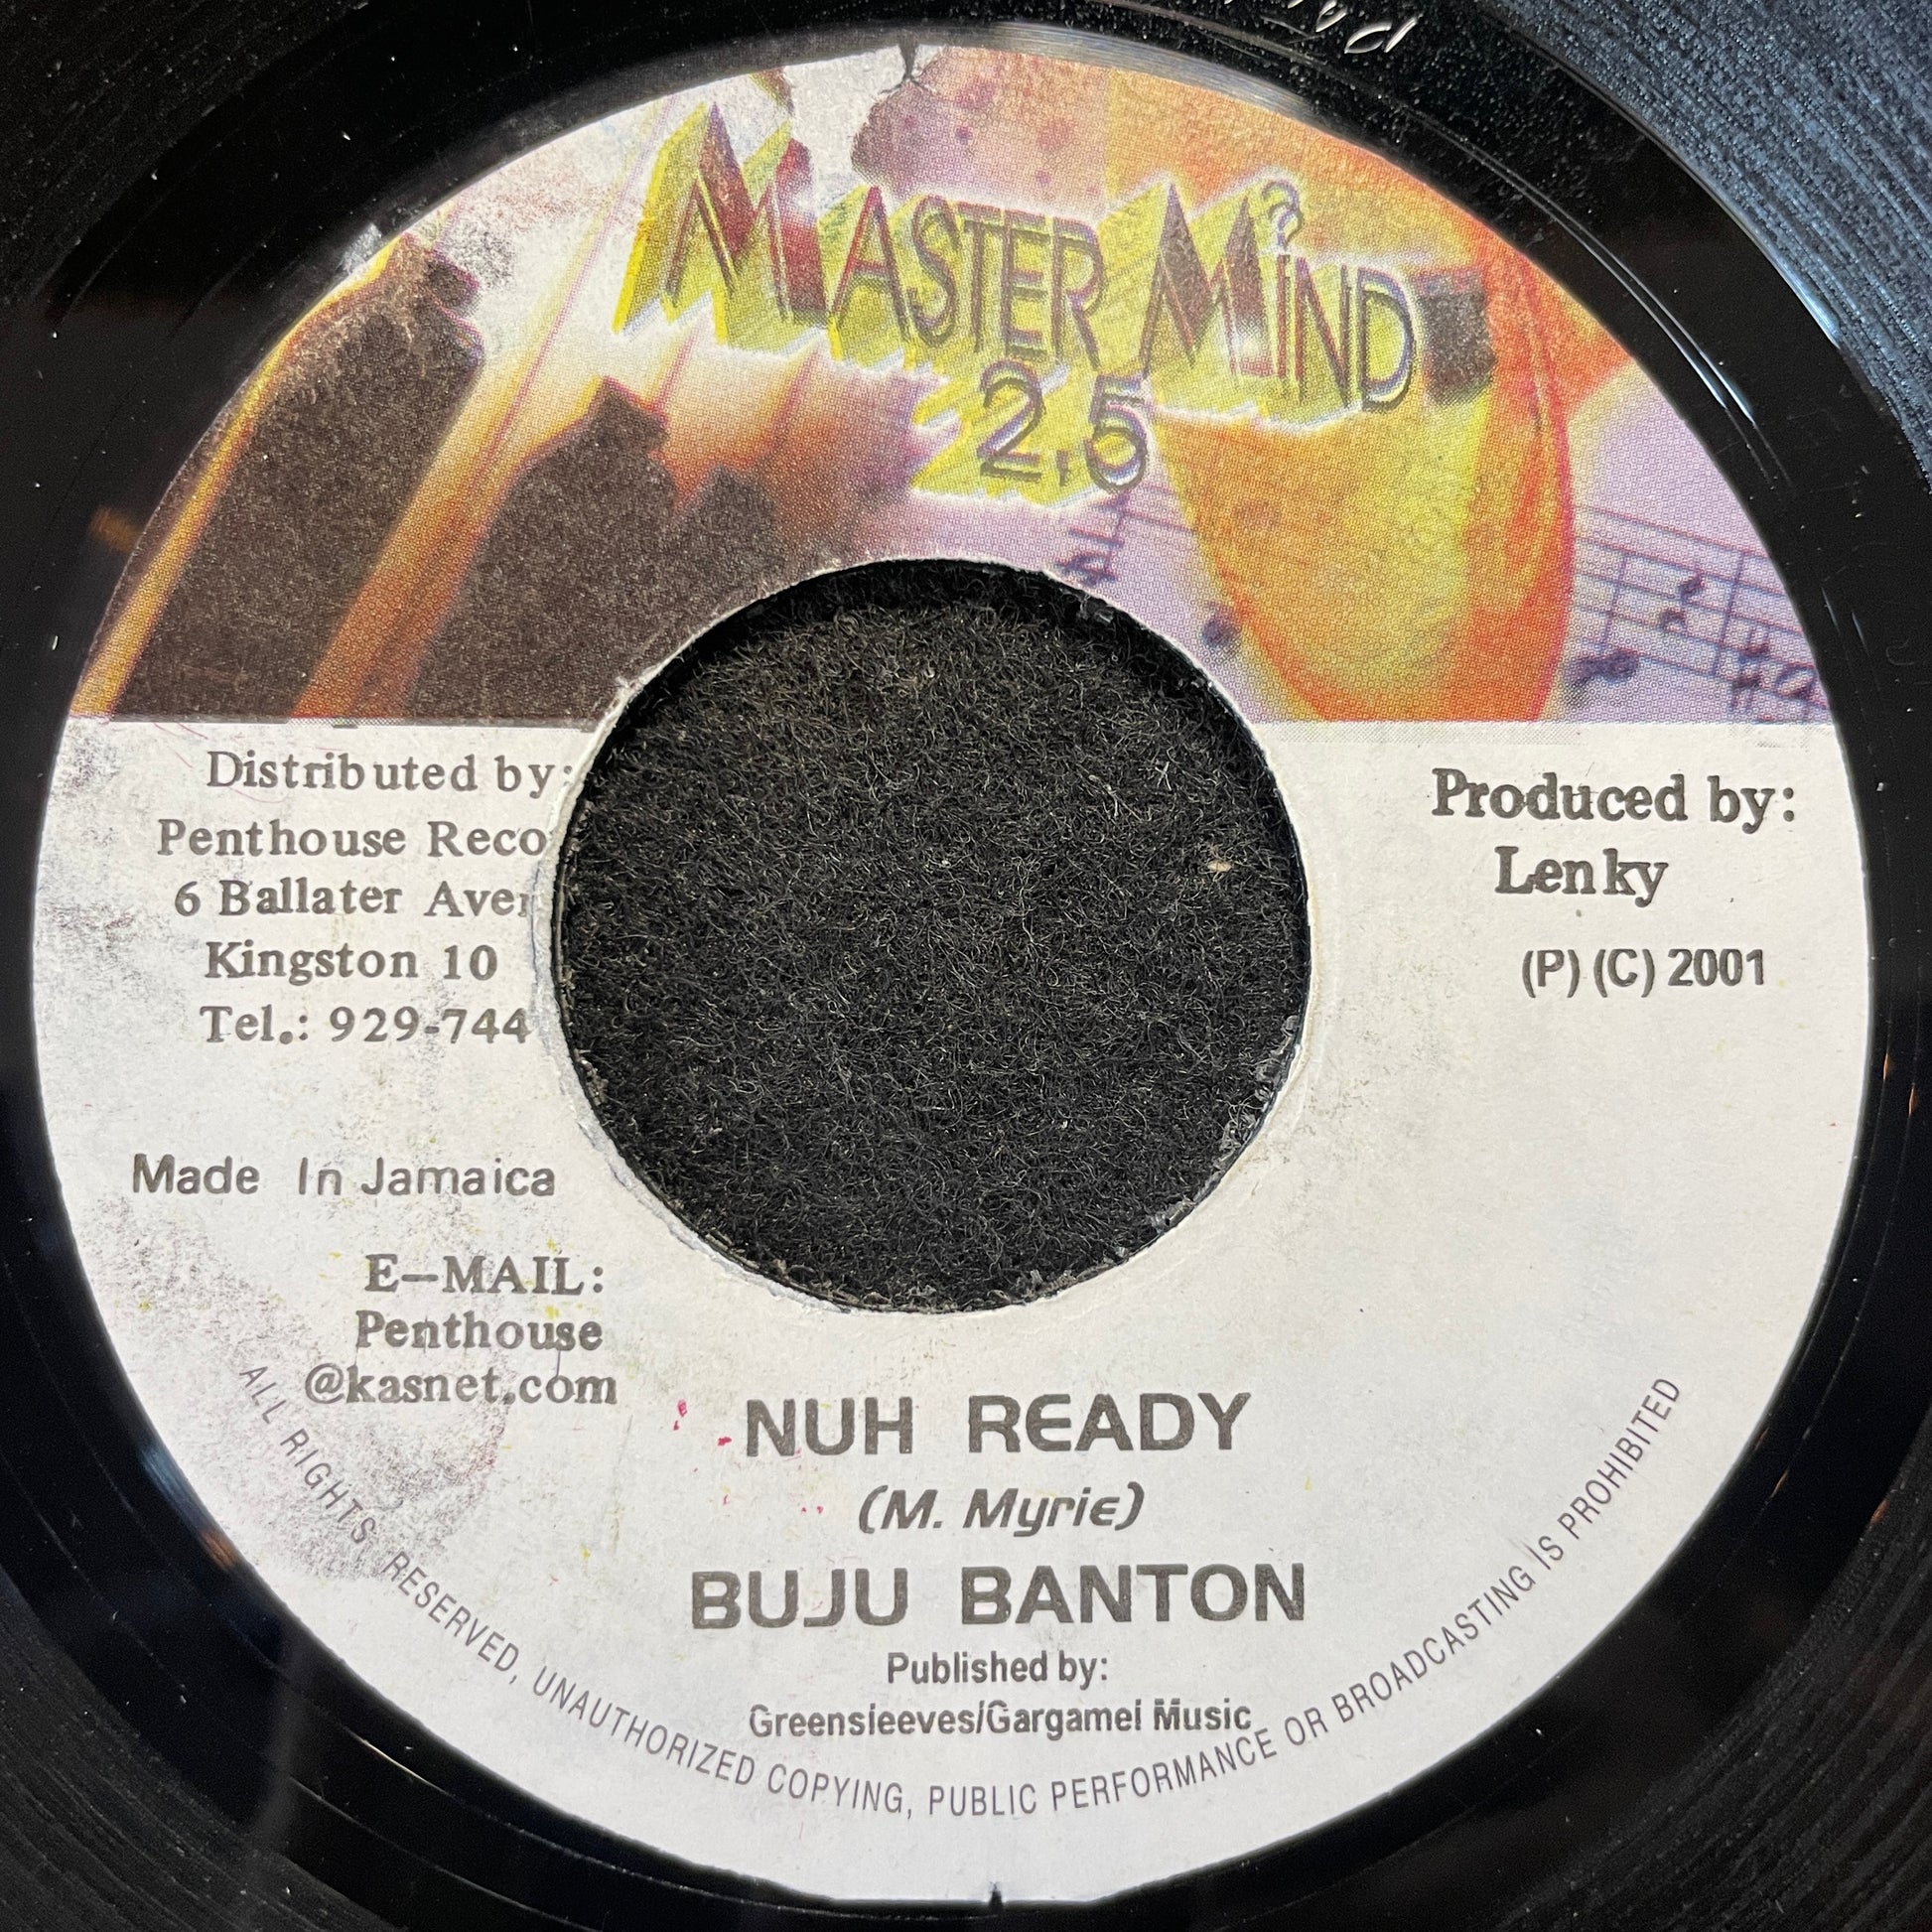 MASTER MIND
2,5
Distributed by:
Penthouse Reco
6 Ballater Aven
Kingston 10
Tel.: 929-744
Produced by:
Lenky
(P) (C) 2001
Made In Jamaica
E-MAIL:
Penthouse
@kasnet.com
NUH READY
(M. Myrie)
BUJU BANTON
Published by:
Greensleeves/Gargamel Music
ALL RIGHTS RESERVED, UNAUTHORIZED COPYING, PUBLIC PERFORMANCE OR BROADCASTING IS PROHIBITED